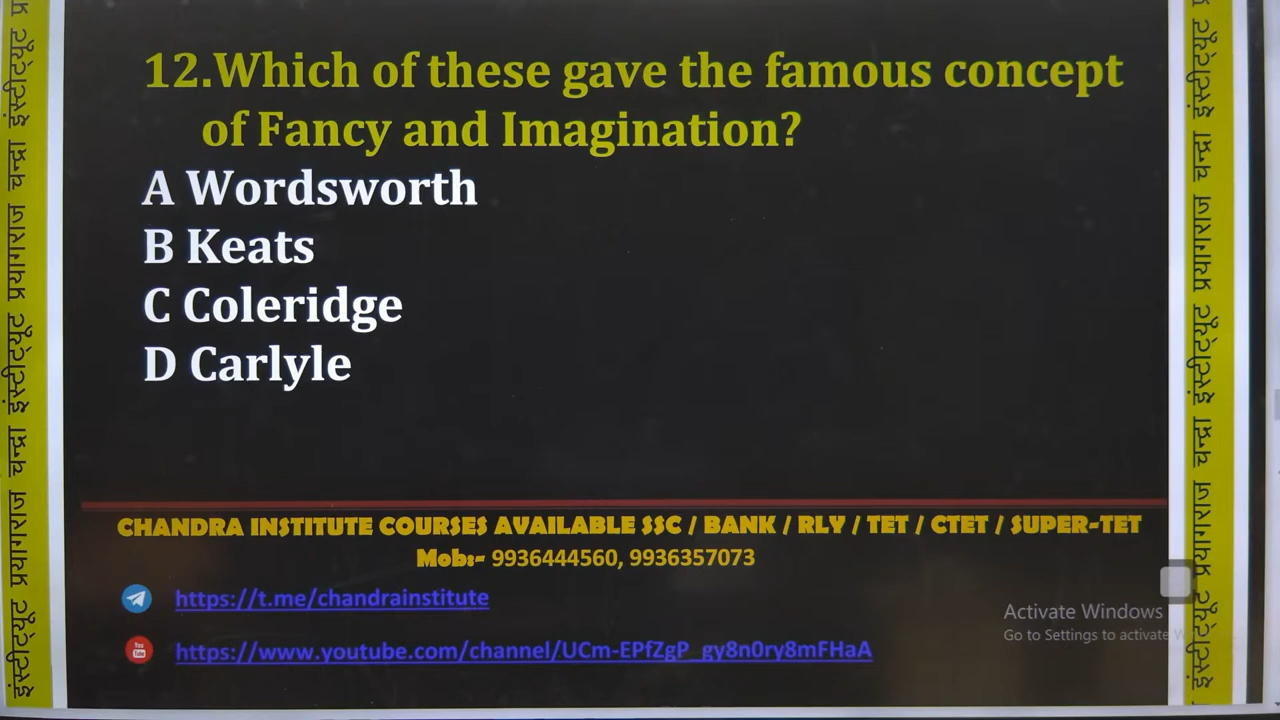 12.Which of these gave the famous concept
of Fancy and Imagination?
A Wordsworth
B Keats
C Coleridge
D Carlyle
CHANDRA INSTITUTE COURSES AVAILABLE SSC / BANK / RLY / TET / CTET / SUPER-TET
Mob:- 9936444560, 9936357073
https://t.me/chandrainstitute
You
Tube
https://www.youtube.com/channel/UCm-EPfZgP_gy8n0ry8mFHaA
Activate Windows
Go to Settings to activate
इंस्टीट्यूट प्रयागराज चन्द्रा इंस्टीट्यूट प्रयागराज चन्द्रा इंस्टीट्यूट
इंस्टीट्यूट प्रयागराज चन्द्रा इंस्टीट्यूट प्रयागराज चन्द्रा इंस्टीट्यूट